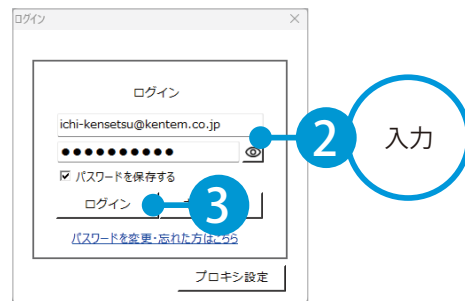 ログイン
ログイン
ichi-kensetsu@kentem.co.jp
●●●●●●●●●●
パスワードを保存する
ログイン
パスワードを変更・忘れた方はこちら
プロキシ設定
2
入力
3